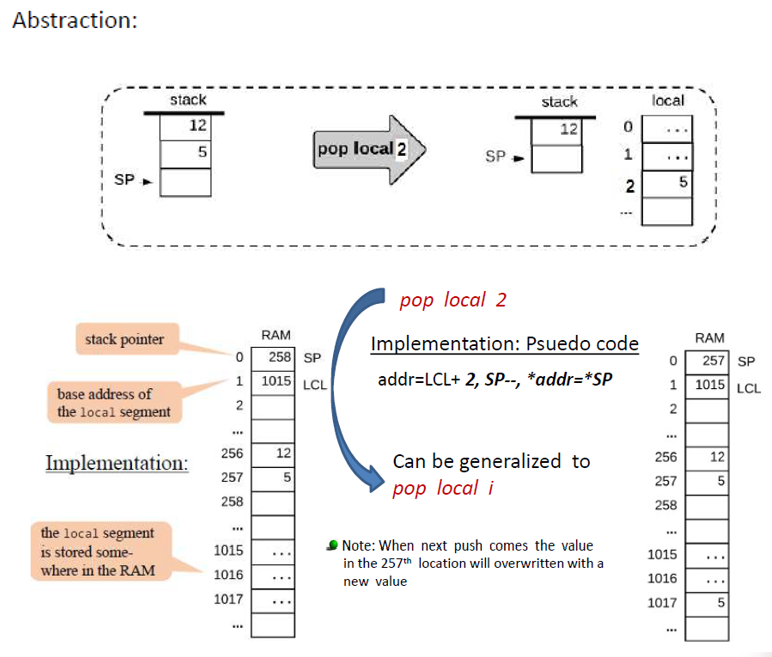 Abstraction:
stack
12
5
SP
pop local 2
stack
12
SP
local
0 ...
1 ...
2 5
...
pop local 2
Implementation: Psuedo code
addr=LCL+ 2, SP--, *addr=*SP
Can be generalized to
pop local i
Note: When next push comes the value
in the 257th location will overwritten with a
new value
stack pointer
base address of
the local segment
Implementation:
the local segment
is stored some-
where in the RAM
RAM
0 258 SP
1 1015 LCL
2
...
256 12
257 5
258
...
1015 ...
1016 ...
1017 ...
...
RAM
0 257 SP
1 1015 LCL
2
...
256 12
257 5
258
...
1015 ...
1016 ...
1017 5
...